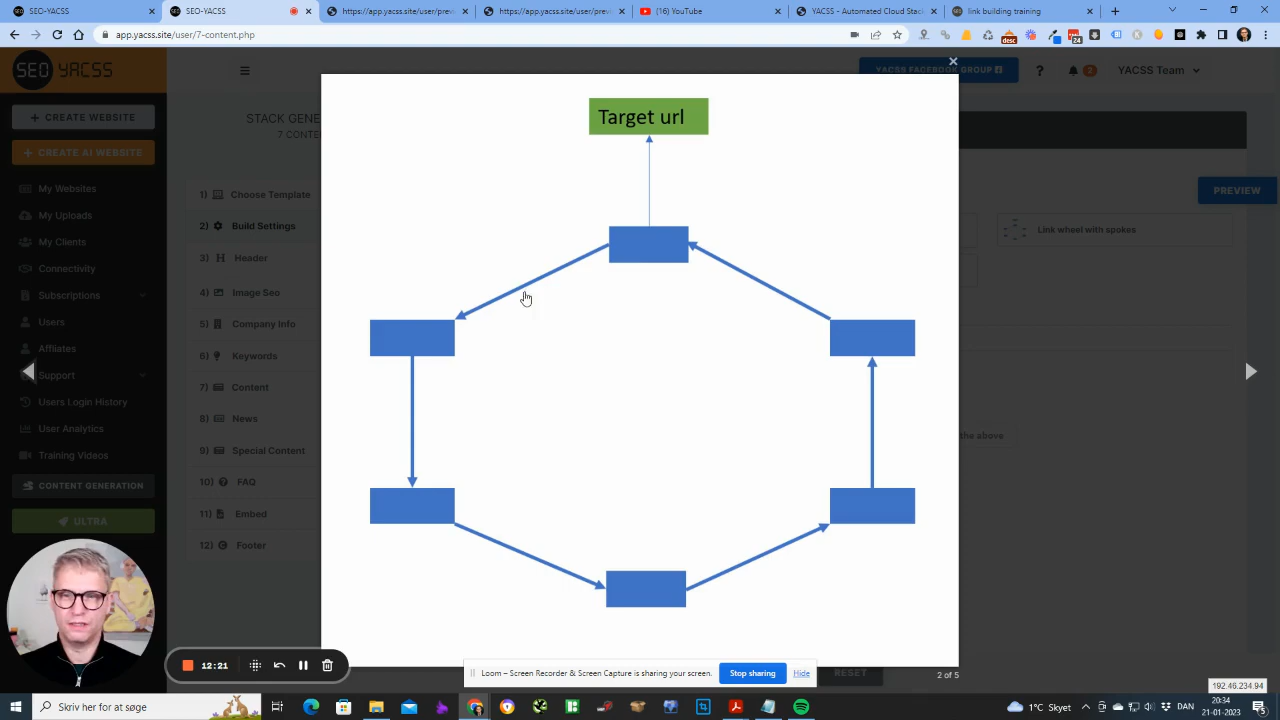 SEO-YACSS
SEO-YACSS
https://app.yacss.site/user/previ
https://app.yacss.site/user/previ
(16) YouTube
YACSS - Automated Cloud Stack
link building training
app.yacss.site/user/7-content.php
desc
24
SEO YACSS
YACSS FACEBOOK GROUP
?
2
YACSS Team
CREATE WEBSITE
CREATE AI WEBSITE
My Websites
My Uploads
My Clients
Connectivity
Subscriptions
Users
Affliates
Support
Users Login History
User Analytics
Training Videos
CONTENT GENERATION
ULTRA
STACK GENE
7 CONTE
1) Choose Template
2) Build Settings
3) Header
4) Image Seo
5) Company Info
6) Keywords
7) Content
8) News
9) Special Content
10) FAQ
11) Embed
12) Footer
Target url
PREVIEW
Link wheel with spokes
the above
RESET
2 of 5
12:21
Loom – Screen Recorder & Screen Capture is sharing your screen.
Stop sharing
Hide
192.46.234.94
Skriv her for at søge
1°C Skyet
DAN
20:34
21-01-2023